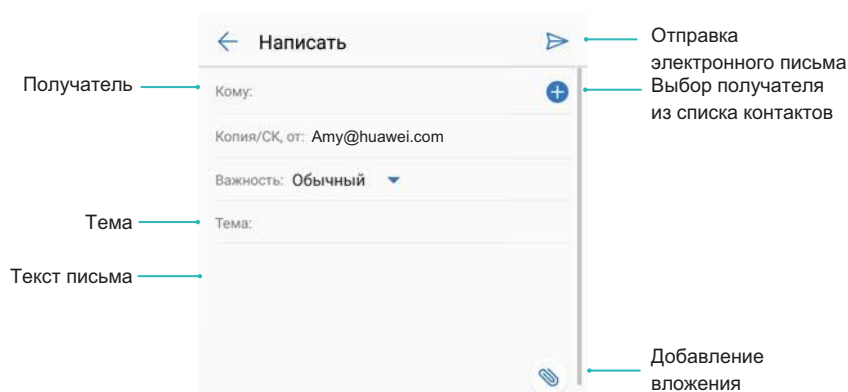 Написать
Отправка
электронного письма
Получатель
Кому:
Выбор получателя
из списка контактов
Копия/СК, от: Amy@huawei.com
Важность: Обычный
Тема
Тема:
Текст письма
Добавление
вложения